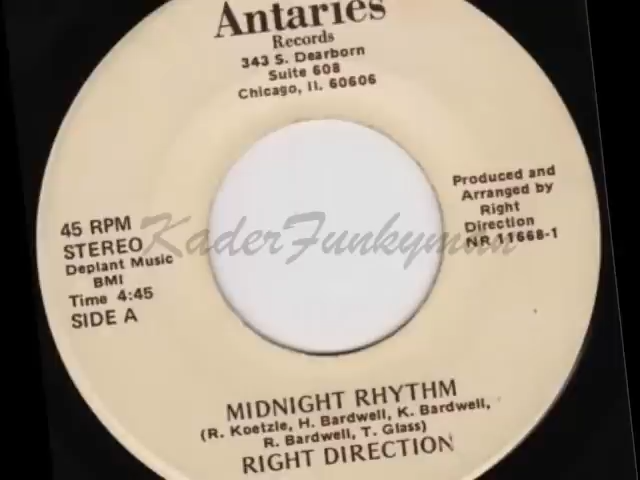 Antaries
Records
343 S. Dearborn
Suite 608
Chicago, Il. 60606
45 RPM
STEREO
Deplant Music
BMI
Time 4:45
SIDE A
Produced and
Arranged by
Right
Direction
NR 11668-1
KaderFunkyman
MIDNIGHT RHYTHM
(R. Koetzle, H. Bardwell, K. Bardwell,
R. Bardwell, T. Glass)
RIGHT DIRECTION